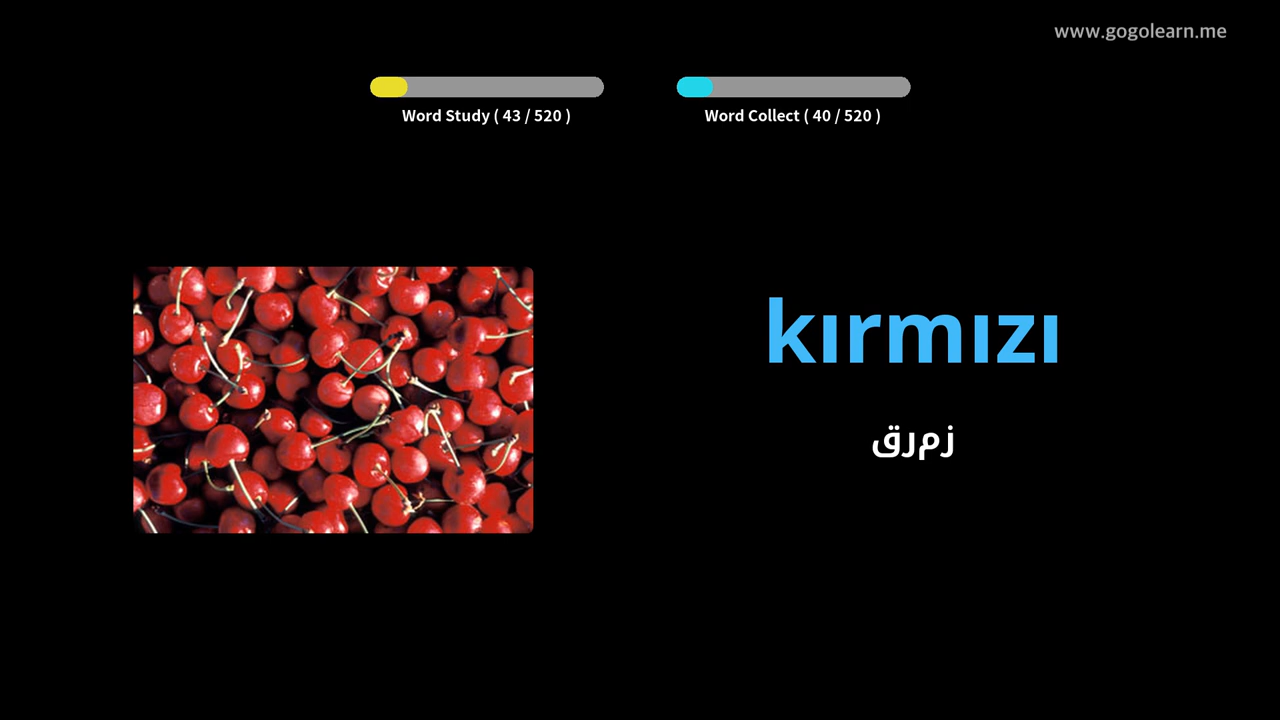 www.gogolearn.me
Word Study ( 43 / 520 )
Word Collect ( 40 / 520 )
kırmızı
زمرق